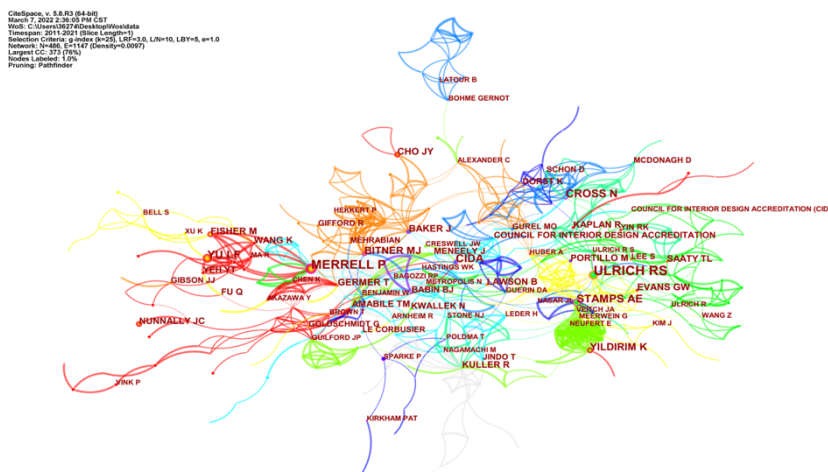 CiteSpace, v. 5.8.R3 (64-bit)
March 7, 2022 2:36:05 PM CST
WoS: C:\Users\36274\Desktop\Wos\data
Timespan: 2011-2021 (Slice Length=1)
Selection Criteria: g-index (k=25), LRF=3.0, L/N=10, LBY=5, e=1.0
Network: N=486, E=1147 (Density=0.0097)
Largest CC: 373 (76%)
Nodes Labeled: 1.0%
Pruning: Pathfinder
LATOUR B
BOHME GERNOT
CHO JY
ALEXANDER C
SCHON D
MCDONAGH D
DORST K
CROSS N
BELL S
HEKKERT P
COUNCIL FOR INTERIOR DESIGN ACCREDITATION (CID
GIFFORD R
BAKER J
GUREL MO
KAPLAN R
YIN RK
XU K
FISHER M
WANG K
MEHRABIAN
COUNCIL FOR INTERIOR DESIGN ACCREDITATION
CRESWELL JW
BITNER MJ
MENEELY J
HUBER A
ULRICH R S
YU LF
MA R
CIDA
PORTILLO M
LEE S
SAATY TL
YEH YT
MERRELL P
HASTINGS WK
ULRICH RS
GIBSON JJ
CHEN K
BAGOZZI RP
GERMER T
METROPOLIS N
LAWSON B
EVANS GW
FU Q
BENJAMIN W
BABIN BJ
GUERIN DA
AKAZAWA Y
AMABILE TM
KWALLEK N
NASAR JL
STAMPS AE
ULRICH R
LEDER H
VEITCH JA
BROWN T
ARNHEIM R
STONE NJ
MEERWEIN G
WANG Z
NUNNALLY JC
GOLDSCHMIDT G
LE CORBUSIER
NEUFERT E
KIM J
GUILFORD JP
POLDMA T
NAGAMACHI M
YILDIRIM K
SPARKE P
JINDO T
KULLER R
VINK P
KIRKHAM PAT